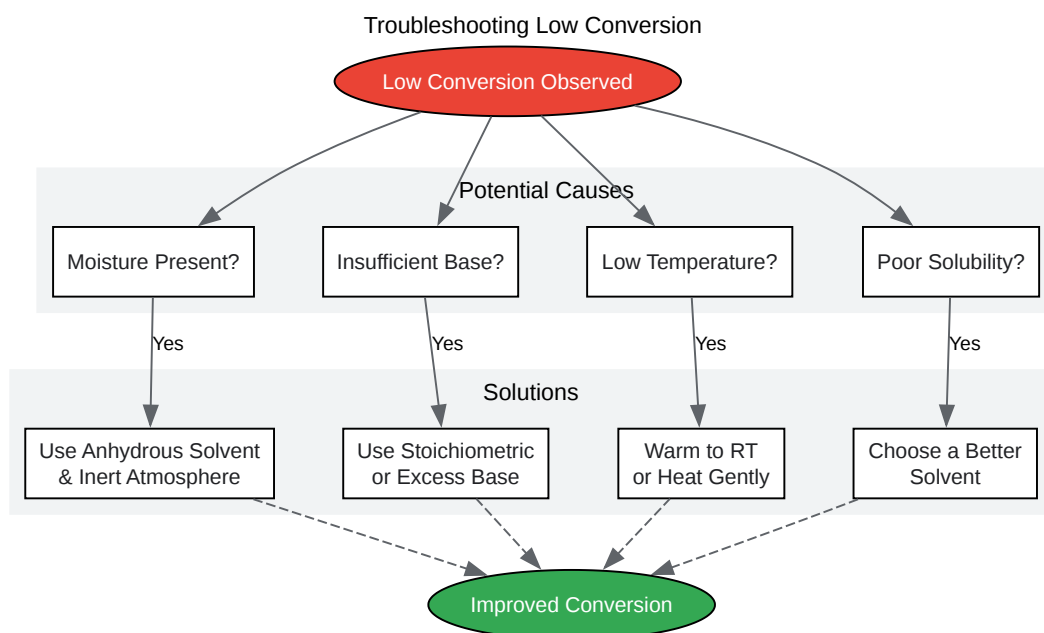 Troubleshooting Low Conversion
Low Conversion Observed
Potential Causes
Moisture Present?
Insufficient Base?
Low Temperature?
Poor Solubility?
Yes
Yes
Yes
Yes
Solutions
Use Anhydrous Solvent
& Inert Atmosphere
Use Stoichiometric
or Excess Base
Warm to RT
or Heat Gently
Choose a Better
Solvent
Improved Conversion